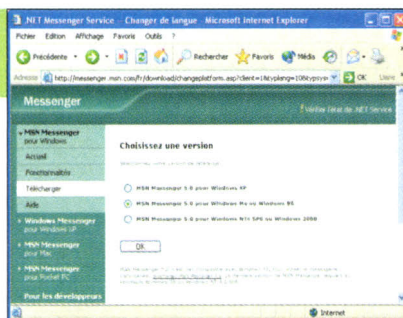 .NET Messenger Service - Changer de langue - Microsoft Internet Explorer
Fichier Edition Affichage Favoris Outils ?
Précédente Rechercher Favoris Média
Adresse http://messenger.msn.com/fr/download/changeplatform.asp?client=1&typlang=10 OK Liens
Messenger
Vérifier l'état de .NET Service
MSN Messenger
pour Windows
Accueil
Fonctionnalités
Télécharger
Aide
Windows Messenger
pour Windows XP
MSN Messenger
pour Mac
MSN Messenger
pour Pocket PC
Pour les développeurs
Choisissez une version
MSN Messenger 5.0 pour Windows XP
MSN Messenger 5.0 pour Windows Me ou Windows 98
MSN Messenger 5.0 pour Windows NT4 SP6 ou Windows 2000
OK
Internet